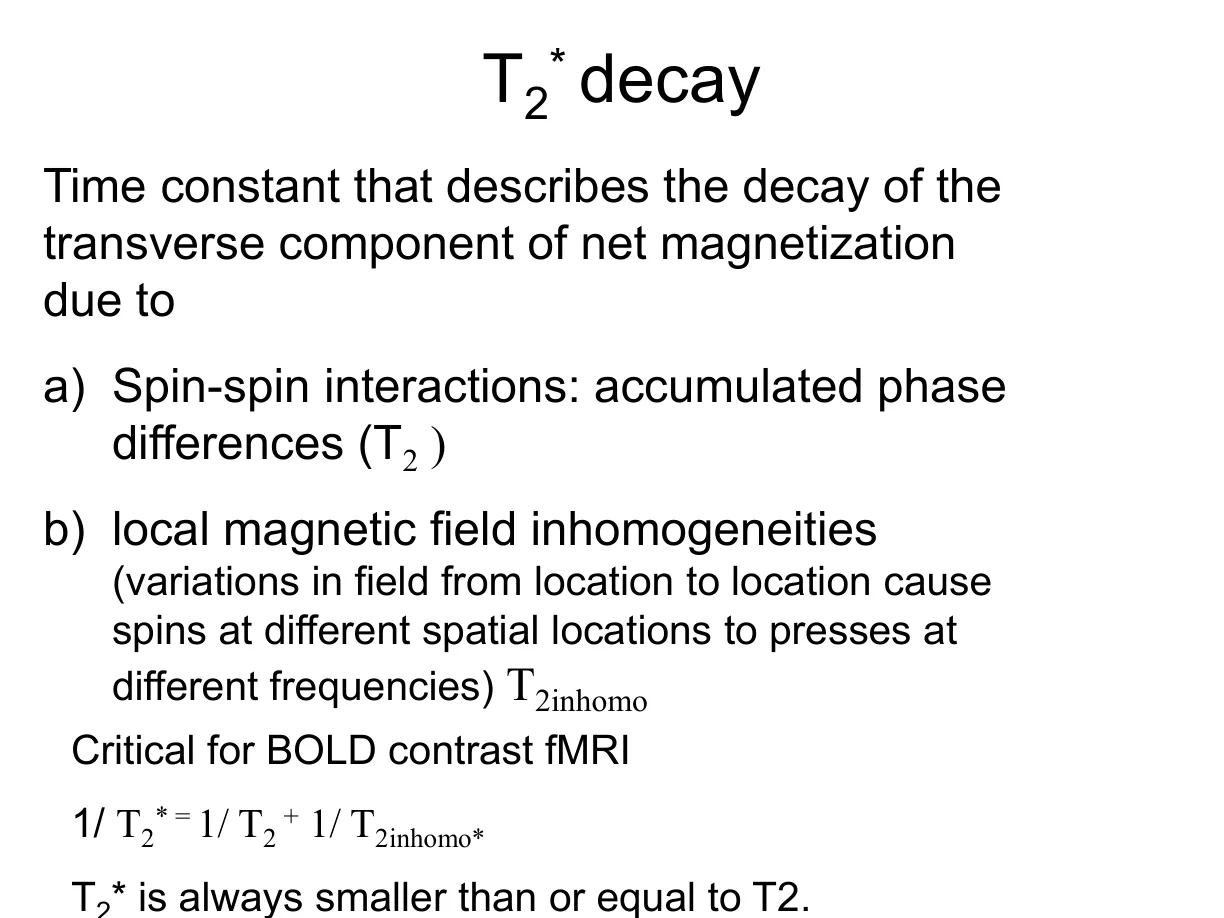 T₂* decay
Time constant that describes the decay of the
transverse component of net magnetization
due to
a) Spin-spin interactions: accumulated phase
differences (T₂ )
b) local magnetic field inhomogeneities
(variations in field from location to location cause
spins at different spatial locations to presses at
different frequencies) T2inhomo
Critical for BOLD contrast fMRI
1/ T₂* = 1/ T₂ + 1/ T2inhomo*
T₂* is always smaller than or equal to T2.